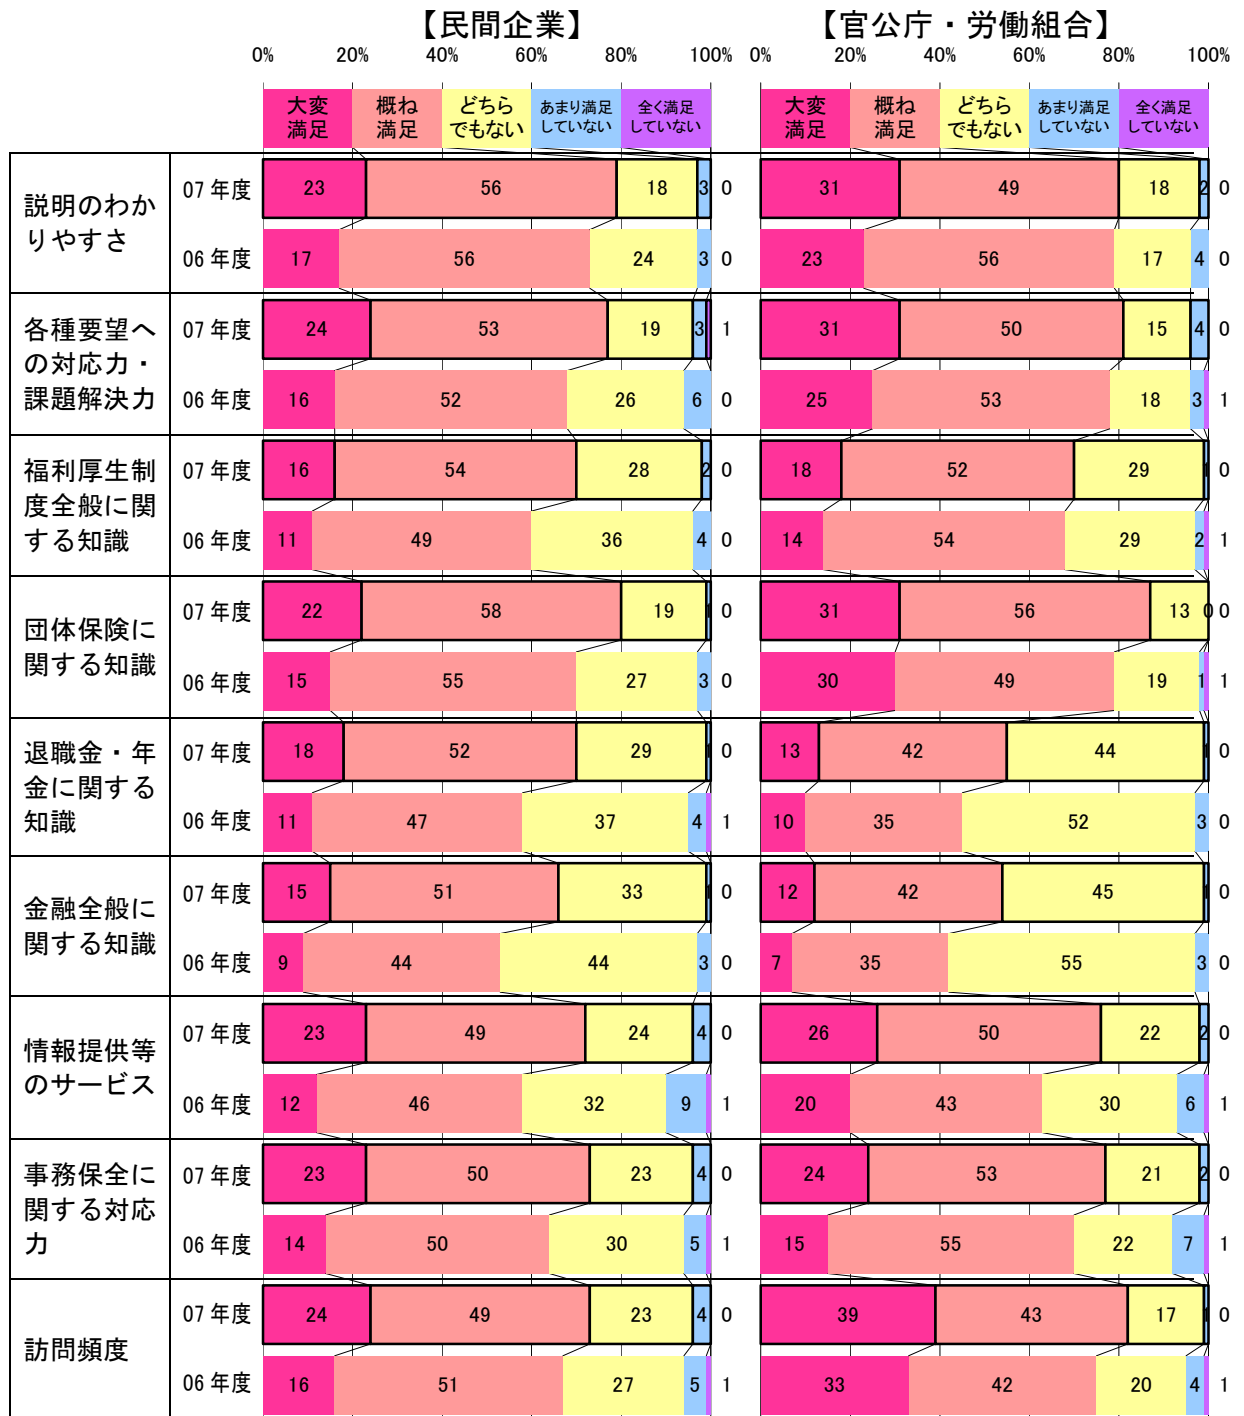 【民間企業】 【官公庁・労働組合】
0% 20% 40% 60% 80% 100% 0% 20% 40% 60% 80% 100%
大変 概ね どちら あまり満足 全く満足 大変 概ね どちら あまり満足 全く満足
満足 満足 でもない していない していない 満足 満足 でもない していない していない
説明のわか
りやすさ
07年度 23 56 18 3 0 31 49 18 2 0
06年度 17 56 24 3 0 23 56 17 4 0
各種要望へ
の対応力・
課題解決力
07年度 24 53 19 3 1 31 50 15 4 0
06年度 16 52 26 6 0 25 53 18 3 1
福利厚生制
度全般に関
する知識
07年度 16 54 28 2 0 18 52 29 1 0
06年度 11 49 36 4 0 14 54 29 2 1
団体保険に
関する知識
07年度 22 58 19 1 0 31 56 13 0 0
06年度 15 55 27 3 0 30 49 19 1 1
退職金・年
金に関する
知識
07年度 18 52 29 1 0 13 42 44 1 0
06年度 11 47 37 4 1 10 35 52 3 0
金融全般に
関する知識
07年度 15 51 33 1 0 12 42 45 1 0
06年度 9 44 44 3 0 7 35 55 3 0
情報提供等
のサービス
07年度 23 49 24 4 0 26 50 22 2 0
06年度 12 46 32 9 1 20 43 30 6 1
事務保全に
関する対応
力
07年度 23 50 23 4 0 24 53 21 2 0
06年度 14 50 30 5 1 15 55 22 7 1
訪問頻度
07年度 24 49 23 4 0 39 43 17 1 0
06年度 16 51 27 5 1 33 42 20 4 1